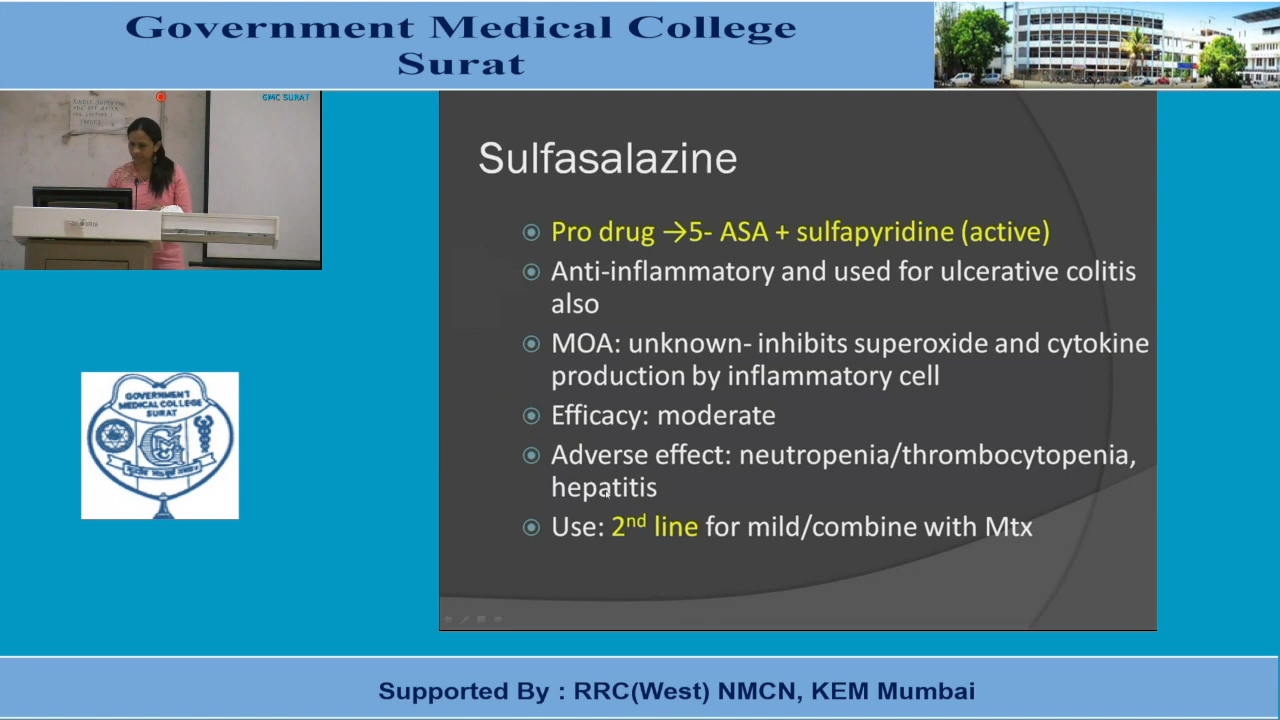 Government Medical College
Surat
GMC SURAT
Sulfasalazine
Pro drug →5- ASA + sulfapyridine (active)
Anti-inflammatory and used for ulcerative colitis
also
MOA: unknown- inhibits superoxide and cytokine
production by inflammatory cell
Efficacy: moderate
Adverse effect: neutropenia/thrombocytopenia,
hepatitis
Use: 2nd line for mild/combine with Mtx
GOVERNMENT
MEDICAL COLLEGE
SURAT
Supported By : RRC(West) NMCN, KEM Mumbai